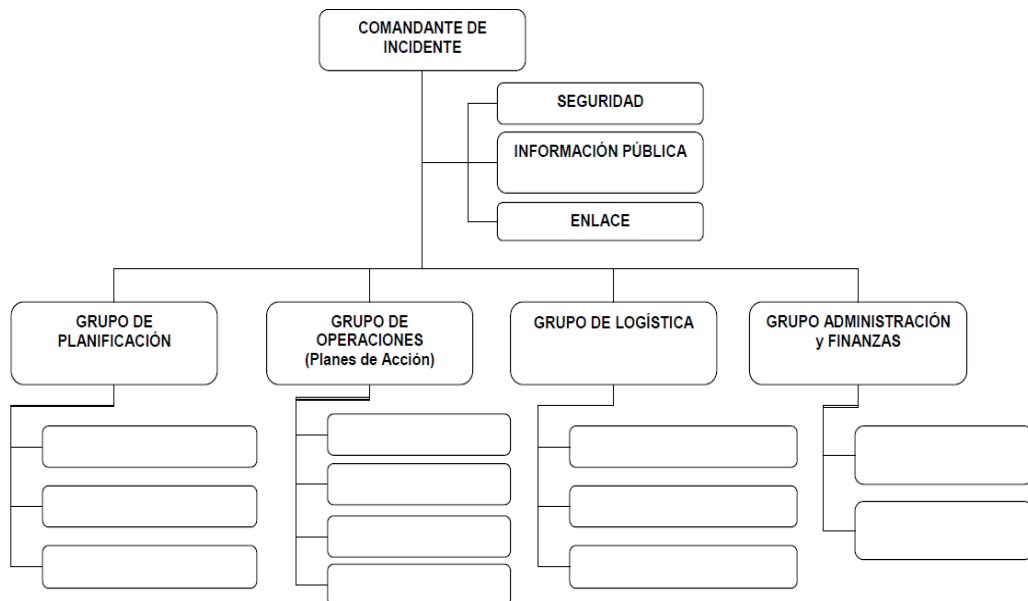 COMANDANTE DE
INCIDENTE
SEGURIDAD
INFORMACIÓN PÚBLICA
ENLACE
GRUPO DE
PLANIFICACIÓN
GRUPO DE
OPERACIONES
(Planes de Acción)
GRUPO DE LOGÍSTICA
GRUPO ADMINISTRACIÓN
y FINANZAS